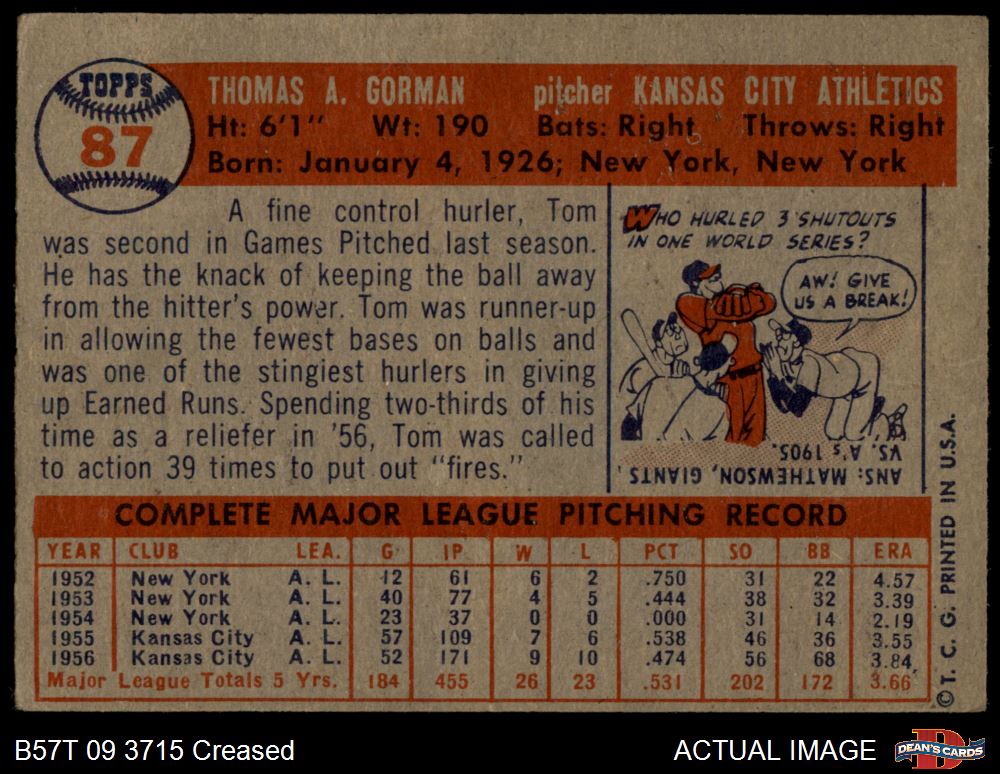 TOPPS
87
THOMAS A. GORMAN pitcher KANSAS CITY ATHLETICS
Ht: 6'1" Wt: 190 Bats: Right Throws: Right
Born: January 4, 1926; New York, New York
A fine control hurler, Tom
was second in Games Pitched last season.
He has the knack of keeping the ball away
from the hitter's power. Tom was runner-up
in allowing the fewest bases on balls and
was one of the stingiest hurlers in giving
up Earned Runs. Spending two-thirds of his
time as a reliefer in '56, Tom was called
to action 39 times to put out "fires."
WHO HURLED 3 SHUTOUTS
IN ONE WORLD SERIES?
AW! GIVE
US A BREAK!
ANS: MATHEWSON, GIANTS,
VS. A's 1905.
COMPLETE MAJOR LEAGUE PITCHING RECORD
YEAR CLUB LEA. G IP W L PCT SO BB ERA
1952 New York A. L. 12 61 6 2 .750 31 22 4.57
1953 New York A. L. 40 77 4 5 .444 38 32 3.39
1954 New York A. L. 23 37 0 0 .000 31 14 2.19
1955 Kansas City A. L. 57 109 7 6 .538 46 36 3.55
1956 Kansas City A. L. 52 171 9 10 .474 56 68 3.84
Major League Totals 5 Yrs. 184 455 26 23 .531 202 172 3.66
© T. C. G. PRINTED IN U.S.A.
B57T 09 3715 Creased ACTUAL IMAGE
DEAN'S CARDS